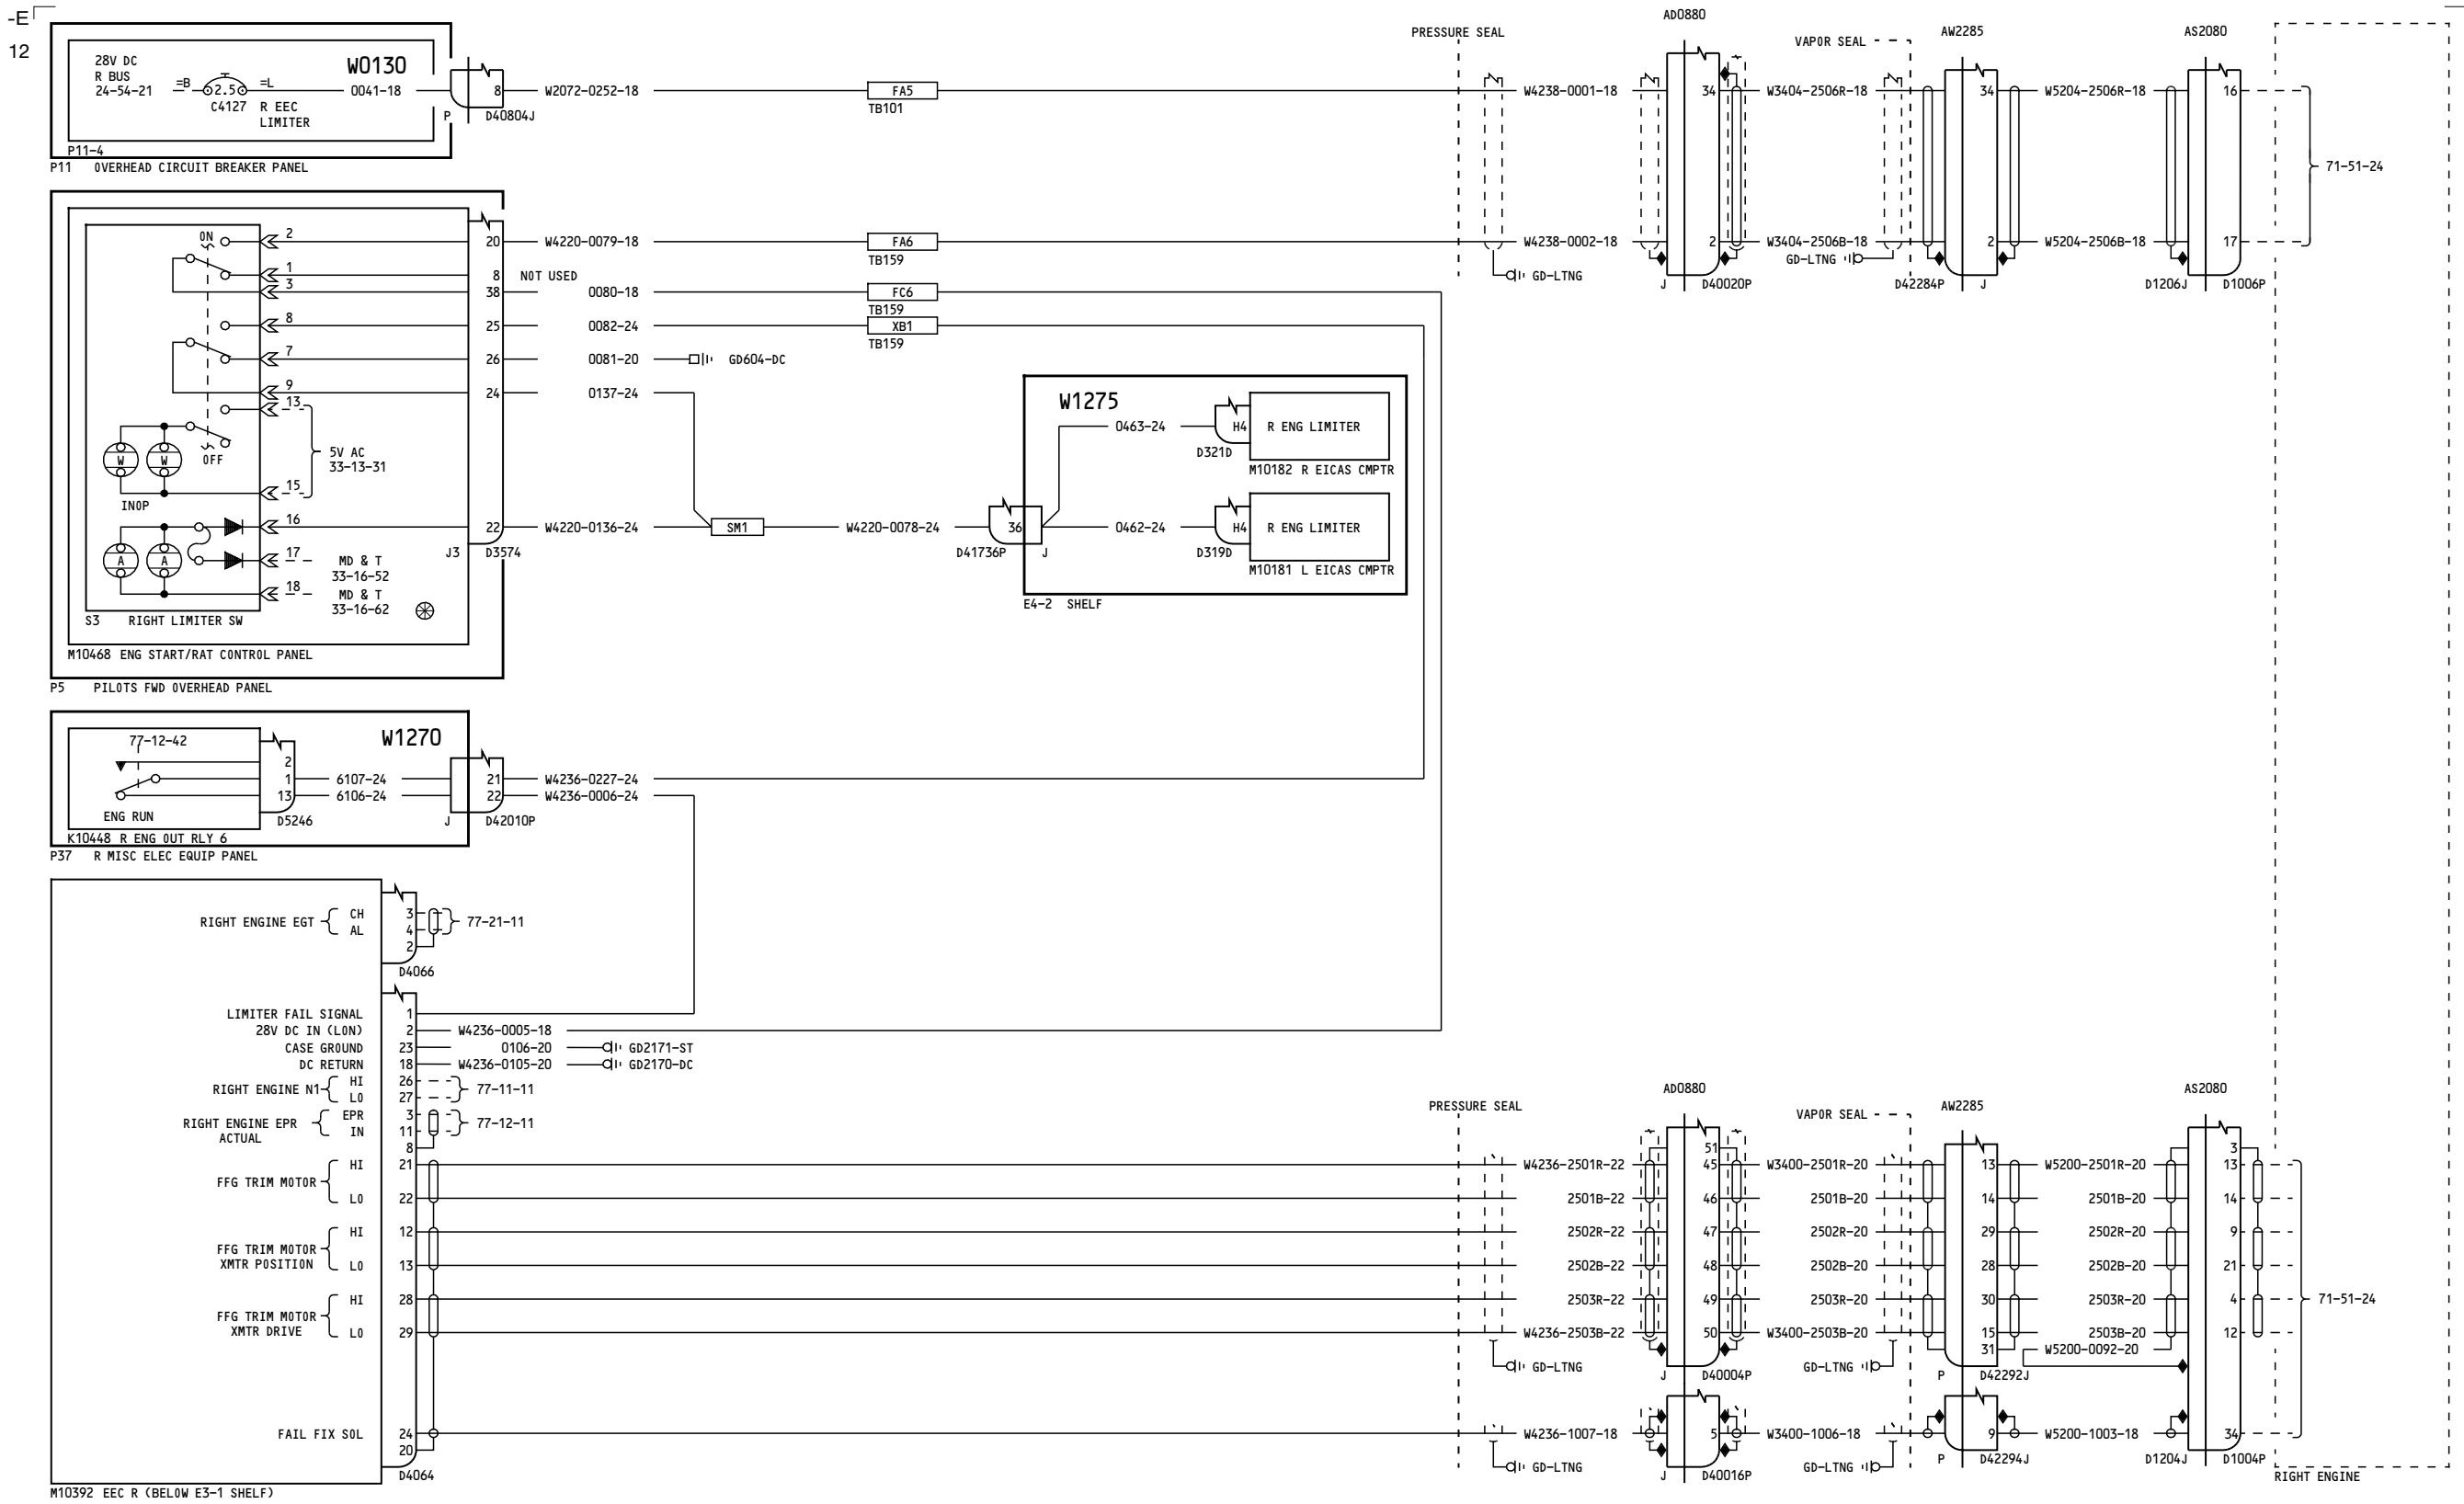 -E
12
28V DC
R BUS
24-54-21
=B
2.5
=L
C4127
R EEC
LIMITER
W0130
0041-18
8
P
D40804J
W2072-0252-18
FA5
TB101
P11-4
P11 OVERHEAD CIRCUIT BREAKER PANEL
PRESSURE SEAL
W4238-0001-18
AD0880
34
W3404-2506R-18
VAPOR SEAL
AW2285
34
W5204-2506R-18
AS2080
16
71-51-24
ON
2
20
W4220-0079-18
FA6
TB159
W4238-0002-18
2
W3404-2506B-18
2
W5204-2506B-18
17
GD-LTNG
GD-LTNG
J
D40020P
D42284P
J
D1206J
D1006P
1
8
NOT USED
3
38
0080-18
FC6
TB159
8
25
0082-24
XB1
TB159
7
26
0081-20
GD604-DC
9
24
0137-24
13
5V AC
33-13-31
OFF
W
W
15
INOP
16
22
W4220-0136-24
SM1
W4220-0078-24
36
D41736P
J
A
A
17
MD & T
33-16-52
18
MD & T
33-16-62
J3
D3574
S3 RIGHT LIMITER SW
M10468 ENG START/RAT CONTROL PANEL
P5 PILOTS FWD OVERHEAD PANEL
W1275
0463-24
H4
R ENG LIMITER
D321D
M10182 R EICAS CMPTR
0462-24
H4
R ENG LIMITER
D319D
M10181 L EICAS CMPTR
E4-2 SHELF
77-12-42
W1270
2
1
6107-24
21
W4236-0227-24
13
6106-24
22
W4236-0006-24
ENG RUN
D5246
J
D42010P
K10448 R ENG OUT RLY 6
P37 R MISC ELEC EQUIP PANEL
RIGHT ENGINE EGT
CH
AL
3
4
2
77-21-11
D4066
LIMITER FAIL SIGNAL
1
28V DC IN (LON)
2
W4236-0005-18
CASE GROUND
23
0106-20
GD2171-ST
DC RETURN
18
W4236-0105-20
GD2170-DC
RIGHT ENGINE N1
HI
LO
26
27
77-11-11
RIGHT ENGINE EPR
ACTUAL
EPR
IN
3
11
8
77-12-11
FFG TRIM MOTOR
HI
LO
21
22
FFG TRIM MOTOR
XMTR POSITION
HI
LO
12
13
FFG TRIM MOTOR
XMTR DRIVE
HI
LO
28
29
FAIL FIX SOL
24
20
D4064
M10392 EEC R (BELOW E3-1 SHELF)
PRESSURE SEAL
AD0880
VAPOR SEAL
AW2285
AS2080
51
3
W4236-2501R-22
45
W3400-2501R-20
13
W5200-2501R-20
13
2501B-22
46
2501B-20
14
2501B-20
14
2502R-22
47
2502R-20
29
2502R-20
9
2502B-22
48
2502B-20
28
2502B-20
21
2503R-22
49
2503R-20
30
2503R-20
4
71-51-24
W4236-2503B-22
50
W3400-2503B-20
15
2503B-20
12
31
W5200-0092-20
GD-LTNG
GD-LTNG
J
D40004P
P
D42292J
W4236-1007-18
5
W3400-1006-18
9
W5200-1003-18
34
GD-LTNG
GD-LTNG
J
D40016P
P
D42294J
D1204J
D1004P
RIGHT ENGINE